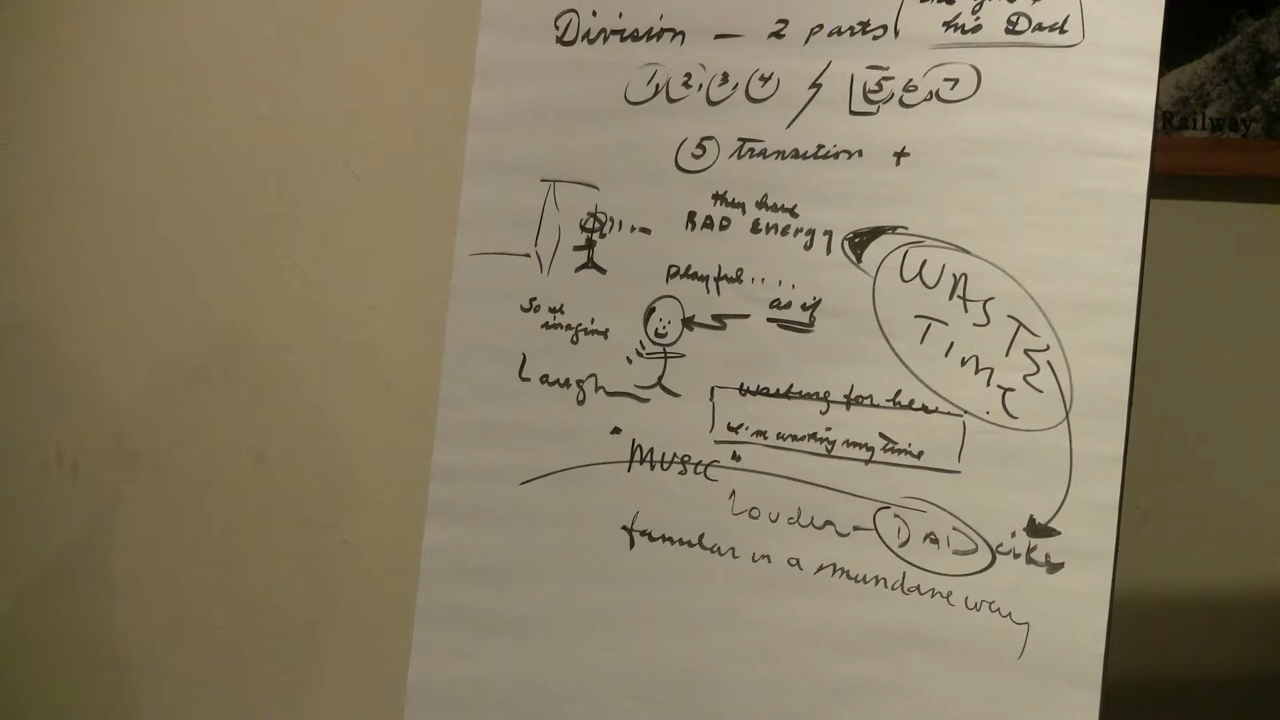 Division - 2 parts
his Dad
1 2 3 4 / 5 6 7
Railway
5 transition +
they have
BAD energy
WASTE
TIME
Playful.....
as if
So
imagine
Laugh
waiting for her...
I'm wasting my time
"MUSIC"
Louder - DAD likes
familiar in a mundane way